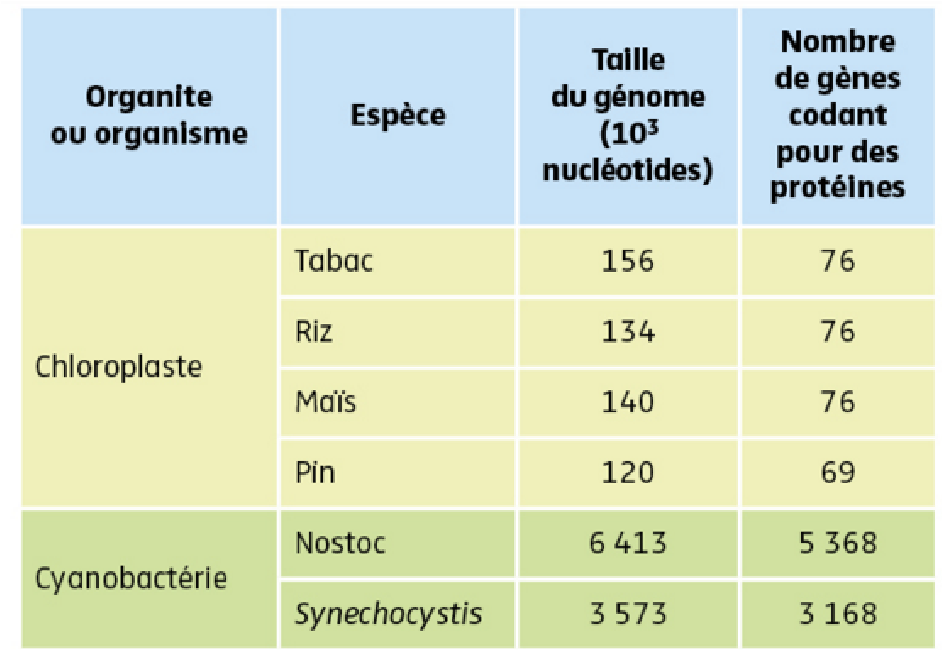 Organite
ou organisme
Espèce
Taille
du génome
(10³
nucléotides)
Nombre
de gènes
codant
pour des
protéines
Chloroplaste
Tabac 156 76
Riz 134 76
Maïs 140 76
Pin 120 69
Cyanobactérie
Nostoc 6 413 5 368
Synechocystis 3 573 3 168